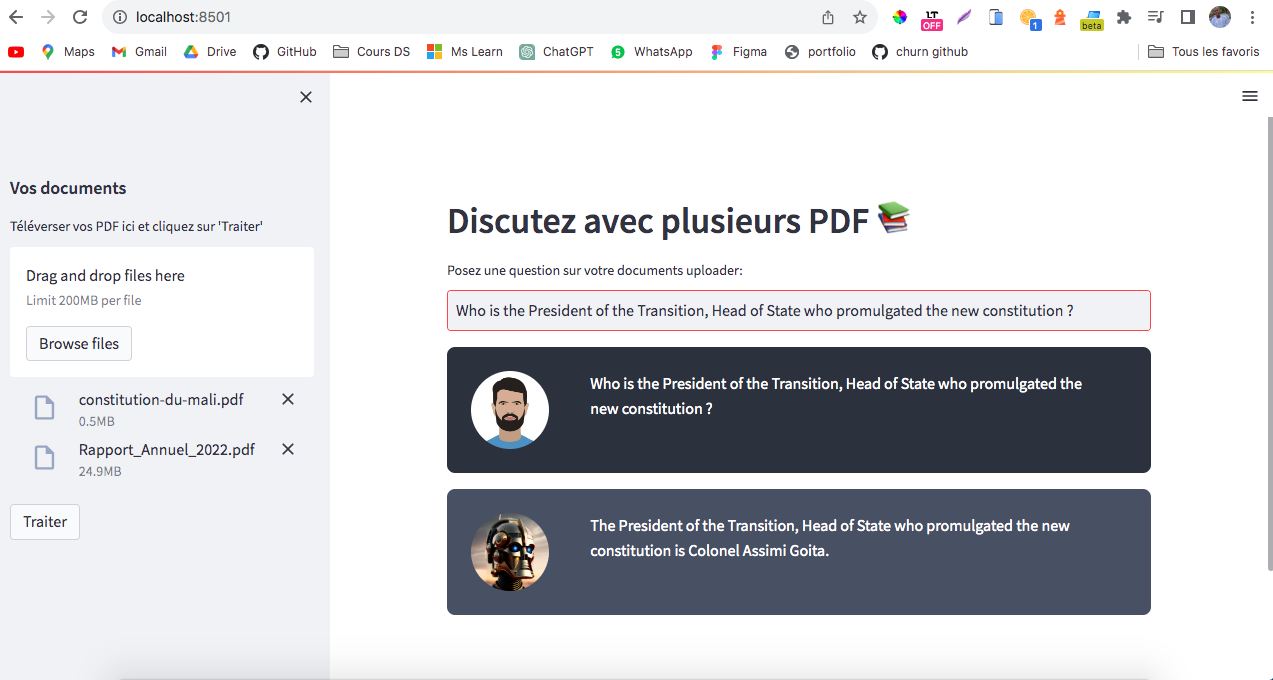 localhost:8501
LT
OFF
1
beta
Maps
Gmail
Drive
GitHub
Cours DS
Ms Learn
ChatGPT
5
WhatsApp
Figma
portfolio
churn github
Tous les favoris
Vos documents
Téléverser vos PDF ici et cliquez sur 'Traiter'
Drag and drop files here
Limit 200MB per file
Browse files
constitution-du-mali.pdf
0.5MB
Rapport_Annuel_2022.pdf
24.9MB
Traiter
Discutez avec plusieurs PDF
Posez une question sur votre documents uploader:
Who is the President of the Transition, Head of State who promulgated the new constitution ?
Who is the President of the Transition, Head of State who promulgated the
new constitution ?
The President of the Transition, Head of State who promulgated the new
constitution is Colonel Assimi Goita.